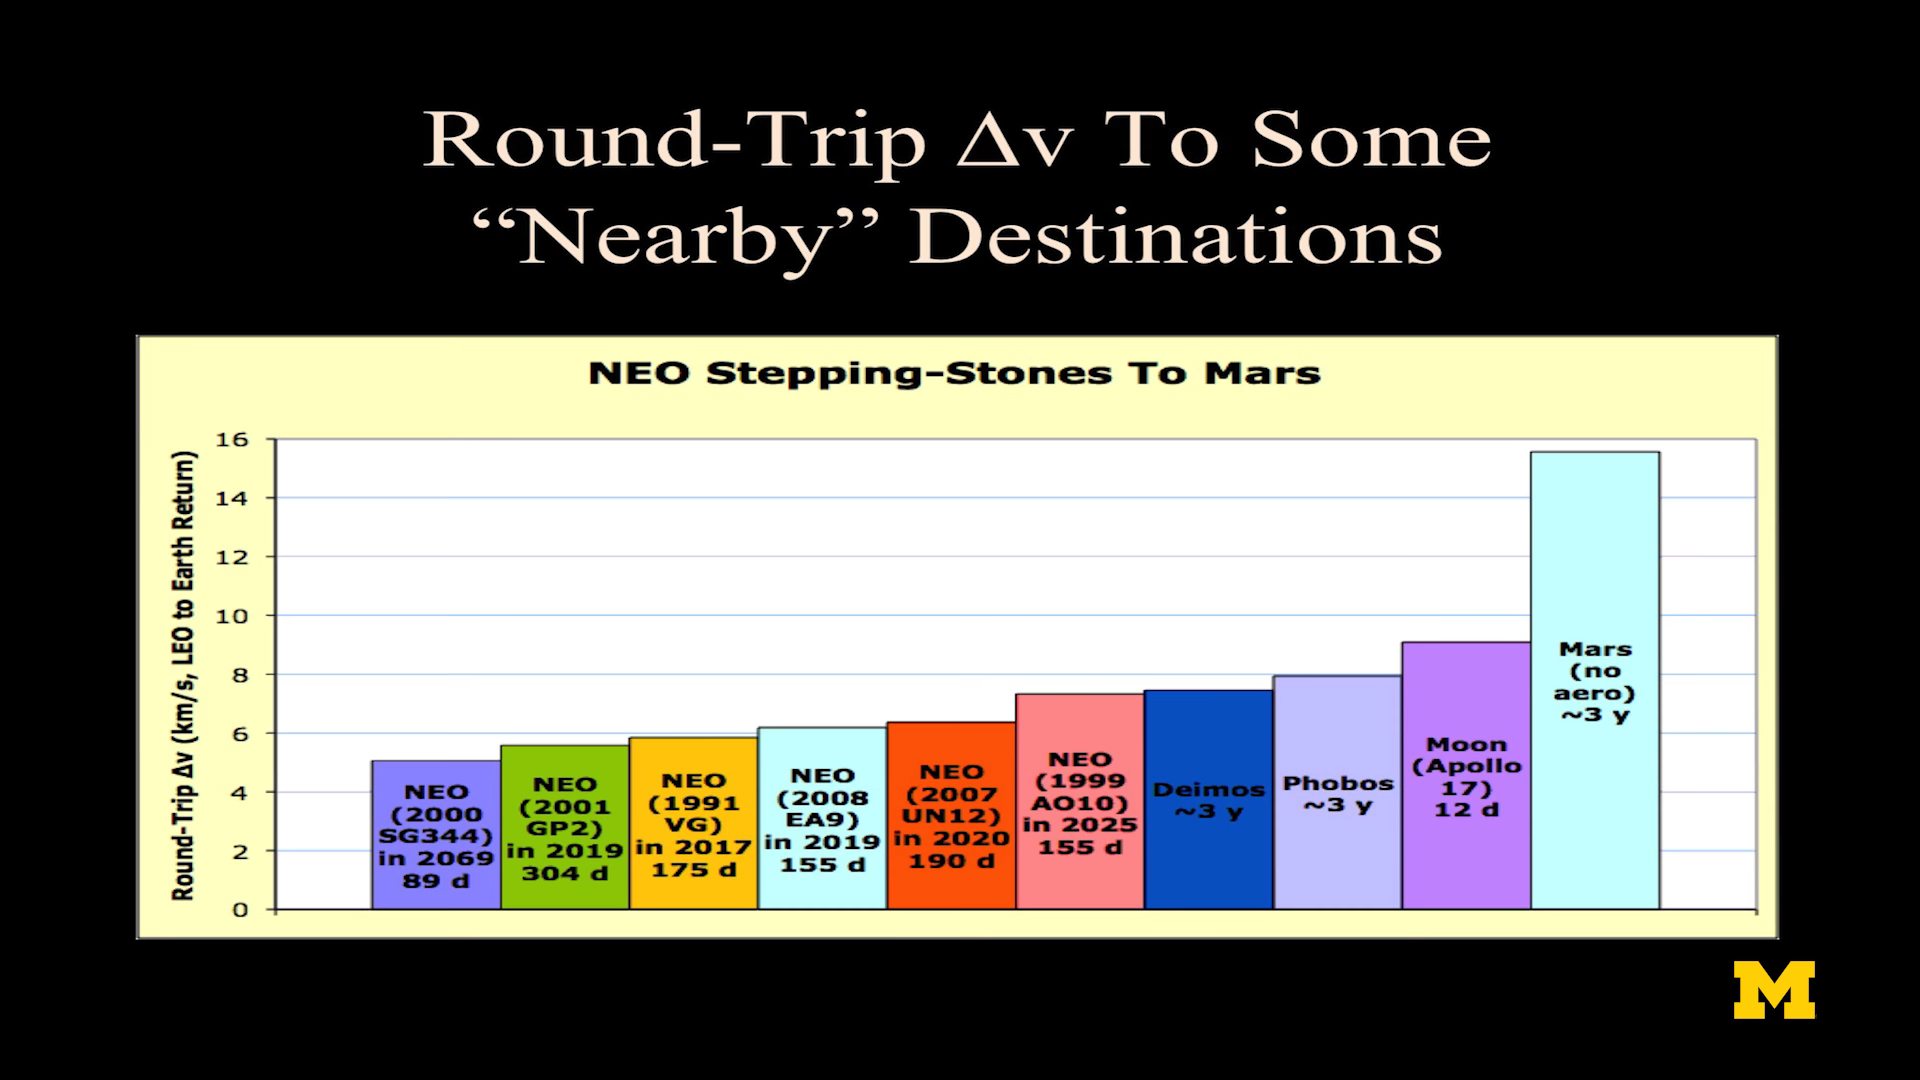 Round-Trip Δv To Some
“Nearby” Destinations
NEO Stepping-Stones To Mars
Round-Trip Δv (km/s, LEO to Earth Return)
16
14
12
10
8
6
4
2
0
NEO
(2000
SG344)
in 2069
89 d
NEO
(2001
GP2)
in 2019
304 d
NEO
(1991
VG)
in 2017
175 d
NEO
(2008
EA9)
in 2019
155 d
NEO
(2007
UN12)
in 2020
190 d
NEO
(1999
AO10)
in 2025
155 d
Deimos
~3 y
Phobos
~3 y
Moon
(Apollo
17)
12 d
Mars
(no
aero)
~3 y
M